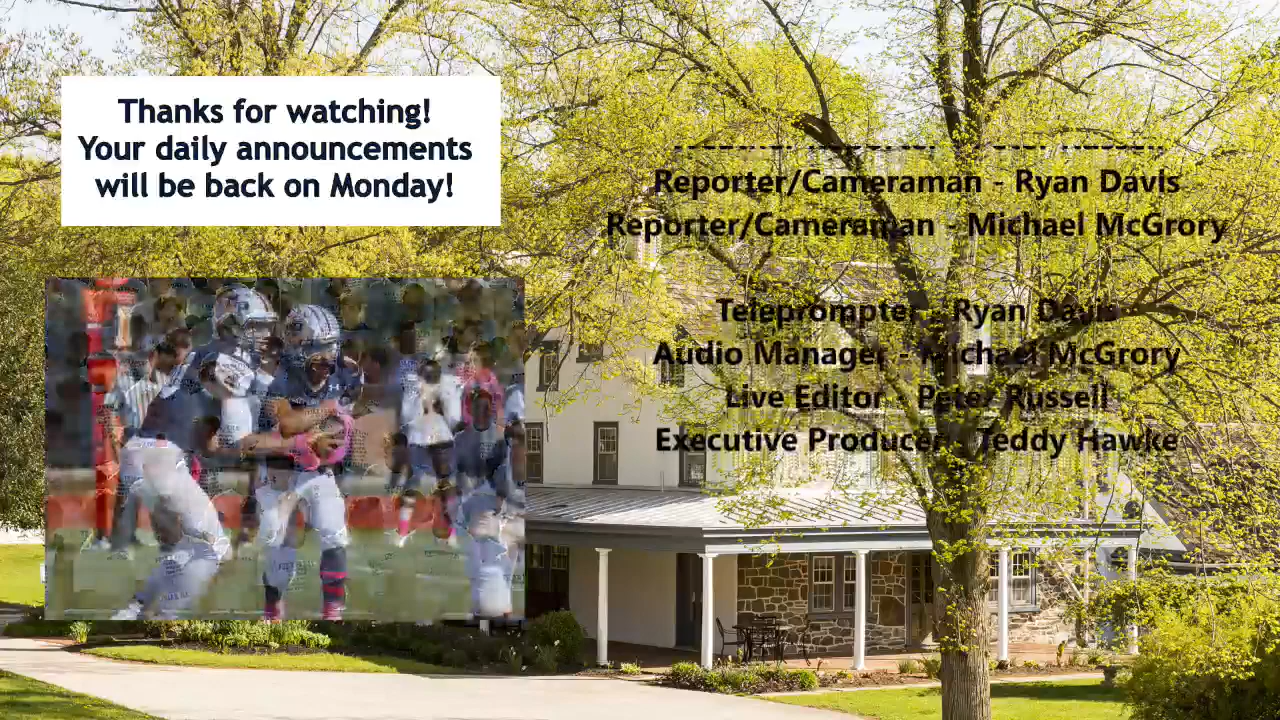 Thanks for watching!
Your daily announcements
will be back on Monday!
Reporter/Cameraman - Ryan Davis
Reporter/Cameraman - Michael McGrory
Teleprompter - Ryan Davis
Audio Manager - Michael McGrory
Live Editor - Peter Russell
Executive Producer - Teddy Hawke